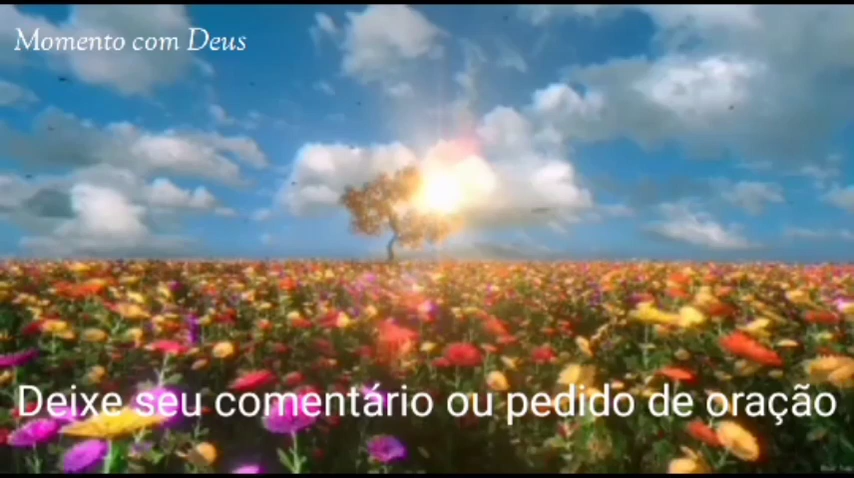 Momento com Deus
Deixe seu comentário ou pedido de oração